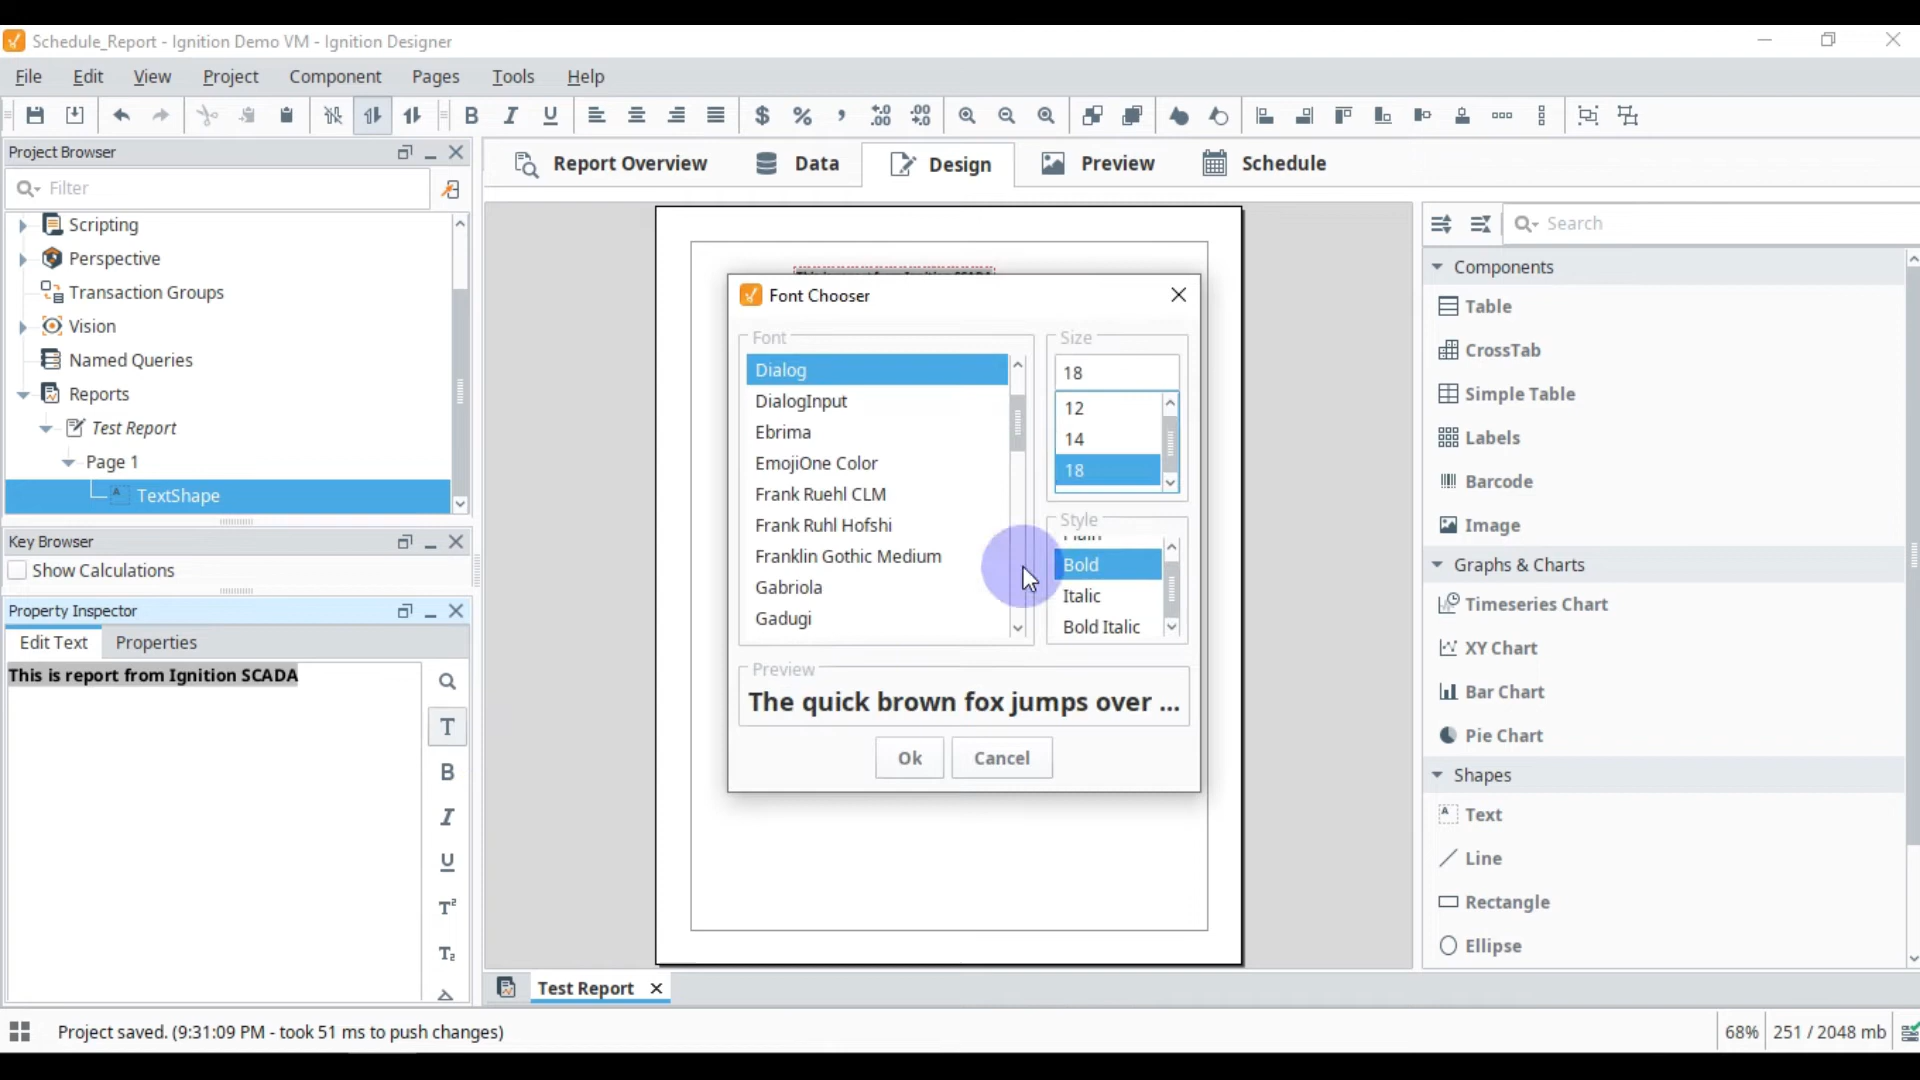 Schedule_Report - Ignition Demo VM - Ignition Designer
File Edit View Project Component Pages Tools Help
Project Browser
Filter
Scripting
Perspective
Transaction Groups
Vision
Named Queries
Reports
Test Report
Page 1
TextShape
Key Browser
Show Calculations
Property Inspector
Edit Text Properties
This is report from Ignition SCADA
Report Overview Data Design Preview Schedule
Font Chooser
Font
Dialog
DialogInput
Ebrima
EmojiOne Color
Frank Ruehl CLM
Frank Ruhl Hofshi
Franklin Gothic Medium
Gabriola
Gadugi
Size
18
12
14
18
Style
Plain
Bold
Italic
Bold Italic
Preview
The quick brown fox jumps over ...
Ok Cancel
Test Report
Search
Components
Table
CrossTab
Simple Table
Labels
Barcode
Image
Graphs & Charts
Timeseries Chart
XY Chart
Bar Chart
Pie Chart
Shapes
Text
Line
Rectangle
Ellipse
Project saved. (9:31:09 PM - took 51 ms to push changes)
68% 251 / 2048 mb